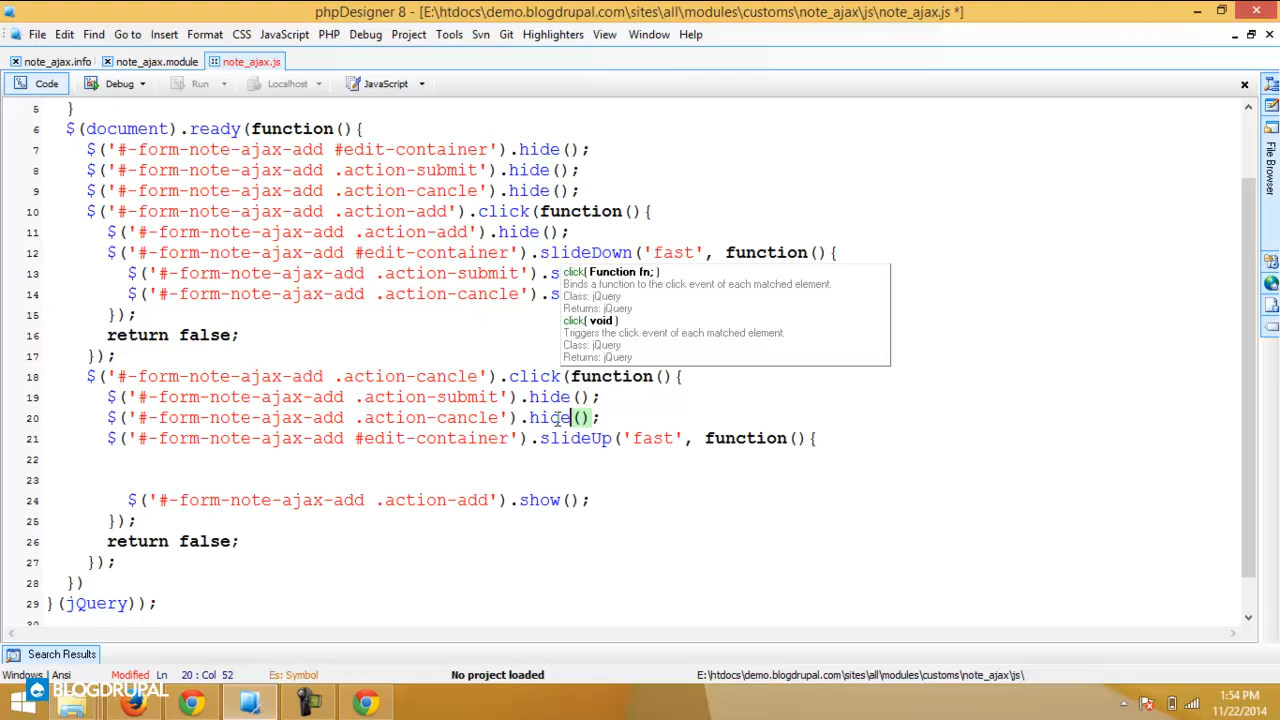 phpDesigner 8 - [E:\htdocs\demo.blogdrupal.com\sites\all\modules\customs\note_ajax\js\note_ajax.js *]
File Edit Find Go to Insert Format CSS JavaScript PHP Debug Project Tools Svn Git Highlighters View Window Help
note_ajax.info note_ajax.module note_ajax.js
Code Debug Run Localhost JavaScript
5 }
6 $(document).ready(function(){
7 $('#-form-note-ajax-add #edit-container').hide();
8 $('#-form-note-ajax-add .action-submit').hide();
9 $('#-form-note-ajax-add .action-cancle').hide();
10 $('#-form-note-ajax-add .action-add').click(function(){
11 $('#-form-note-ajax-add .action-add').hide();
12 $('#-form-note-ajax-add #edit-container').slideDown('fast', function(){
13 $('#-form-note-ajax-add .action-submit').s
14 $('#-form-note-ajax-add .action-cancle').s
click( Function fn; )
Binds a function to the click event of each matched element.
Class: jQuery
Returns: jQuery
click( void )
Triggers the click event of each matched element.
Class: jQuery
Returns: jQuery
15 });
16 return false;
17 });
18 $('#-form-note-ajax-add .action-cancle').click(function(){
19 $('#-form-note-ajax-add .action-submit').hide();
20 $('#-form-note-ajax-add .action-cancle').hide();
21 $('#-form-note-ajax-add #edit-container').slideUp('fast', function(){
22
23
24 $('#-form-note-ajax-add .action-add').show();
25 });
26 return false;
27 });
28 })
29 }(jQuery));
File Browser
Search Results
Windows | Ansi Modified Ln 20 : Col 52 Es: Symbol No project loaded E:\htdocs\demo.blogdrupal.com\sites\all\modules\customs\note_ajax\js\
BLOGDRUPAL
1:54 PM
11/22/2014